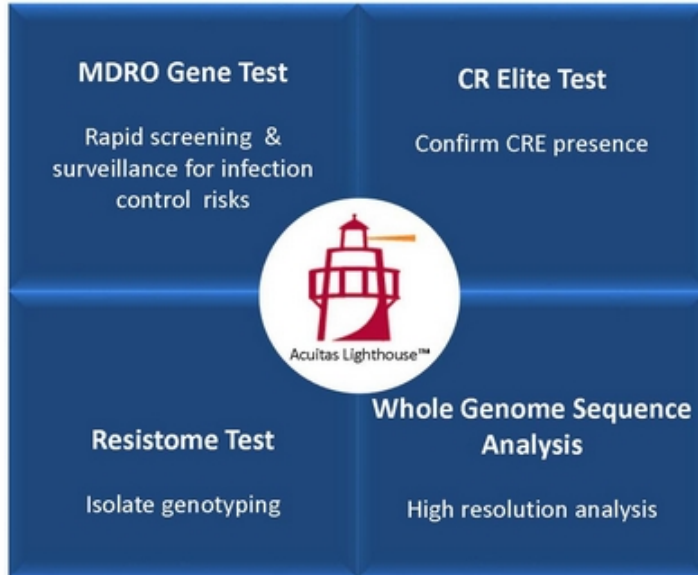 MDRO Gene Test
Rapid screening &
surveillance for infection
control risks
CR Elite Test
Confirm CRE presence
Acuitas Lighthouse™
Resistome Test
Isolate genotyping
Whole Genome Sequence
Analysis
High resolution analysis